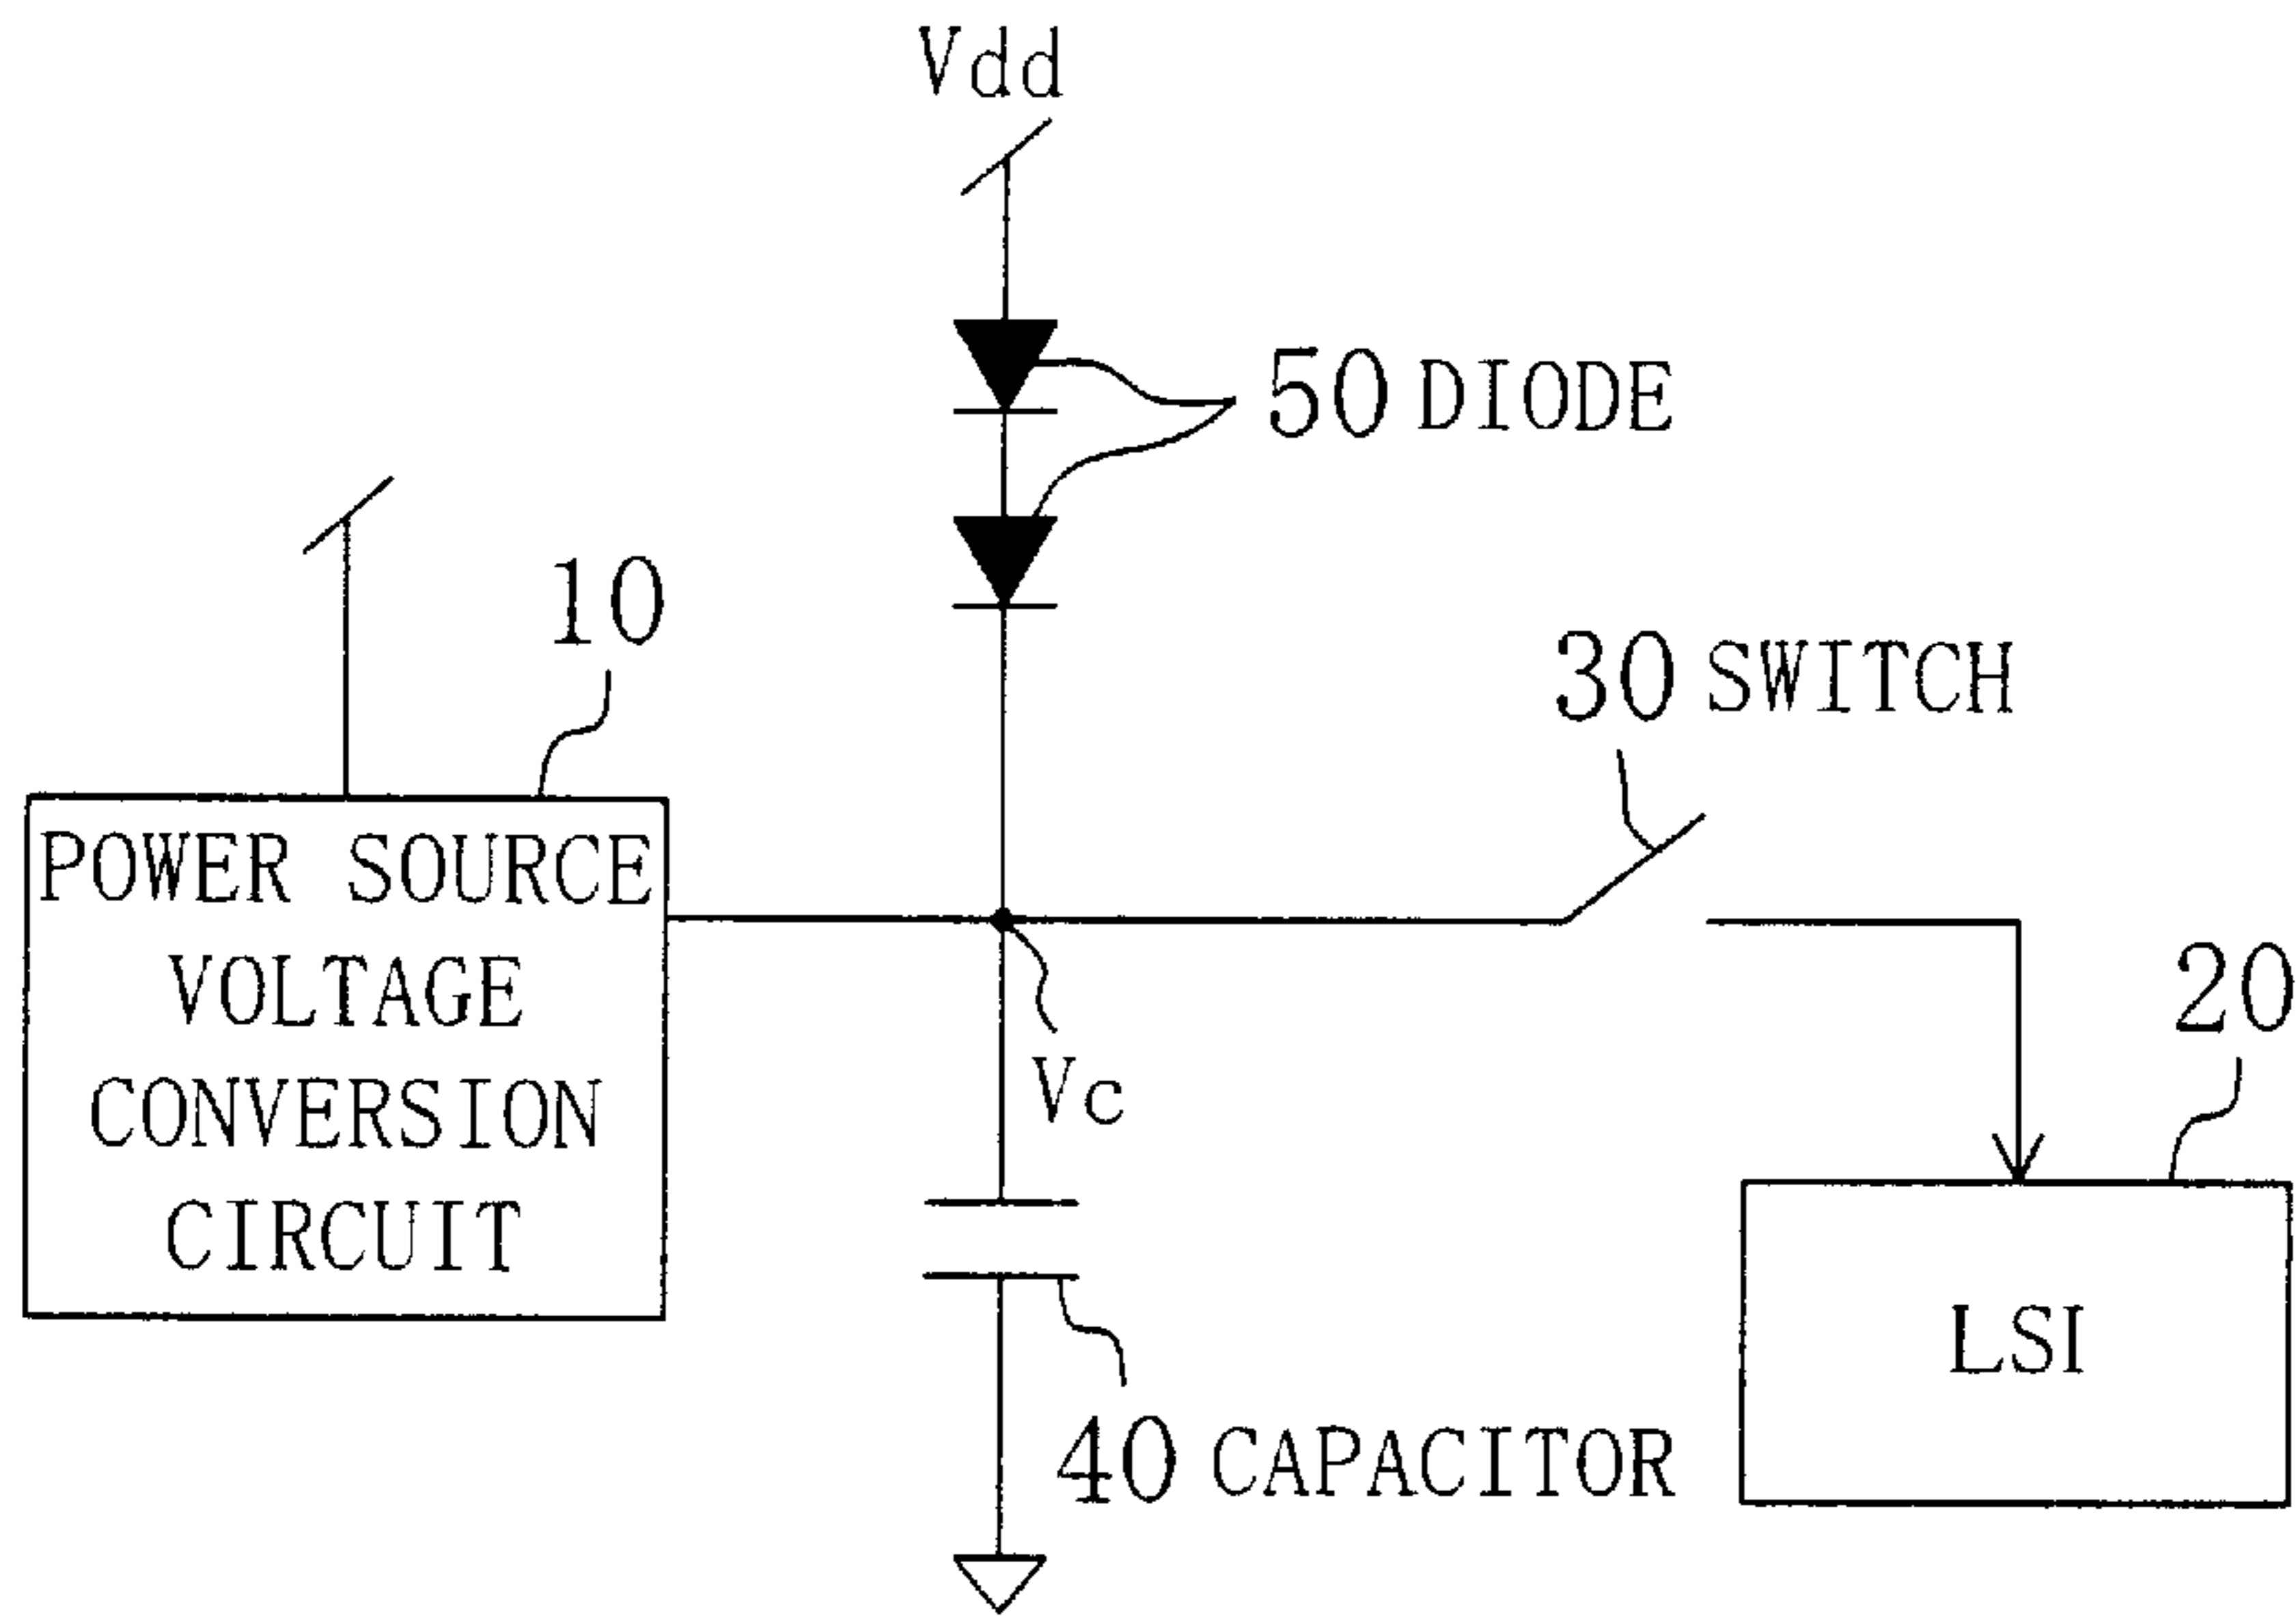 Vdd
50 DIODE
10
30 SWITCH
POWER SOURCE
VOLTAGE
CONVERSION
CIRCUIT
20
Vc
LSI
40 CAPACITOR